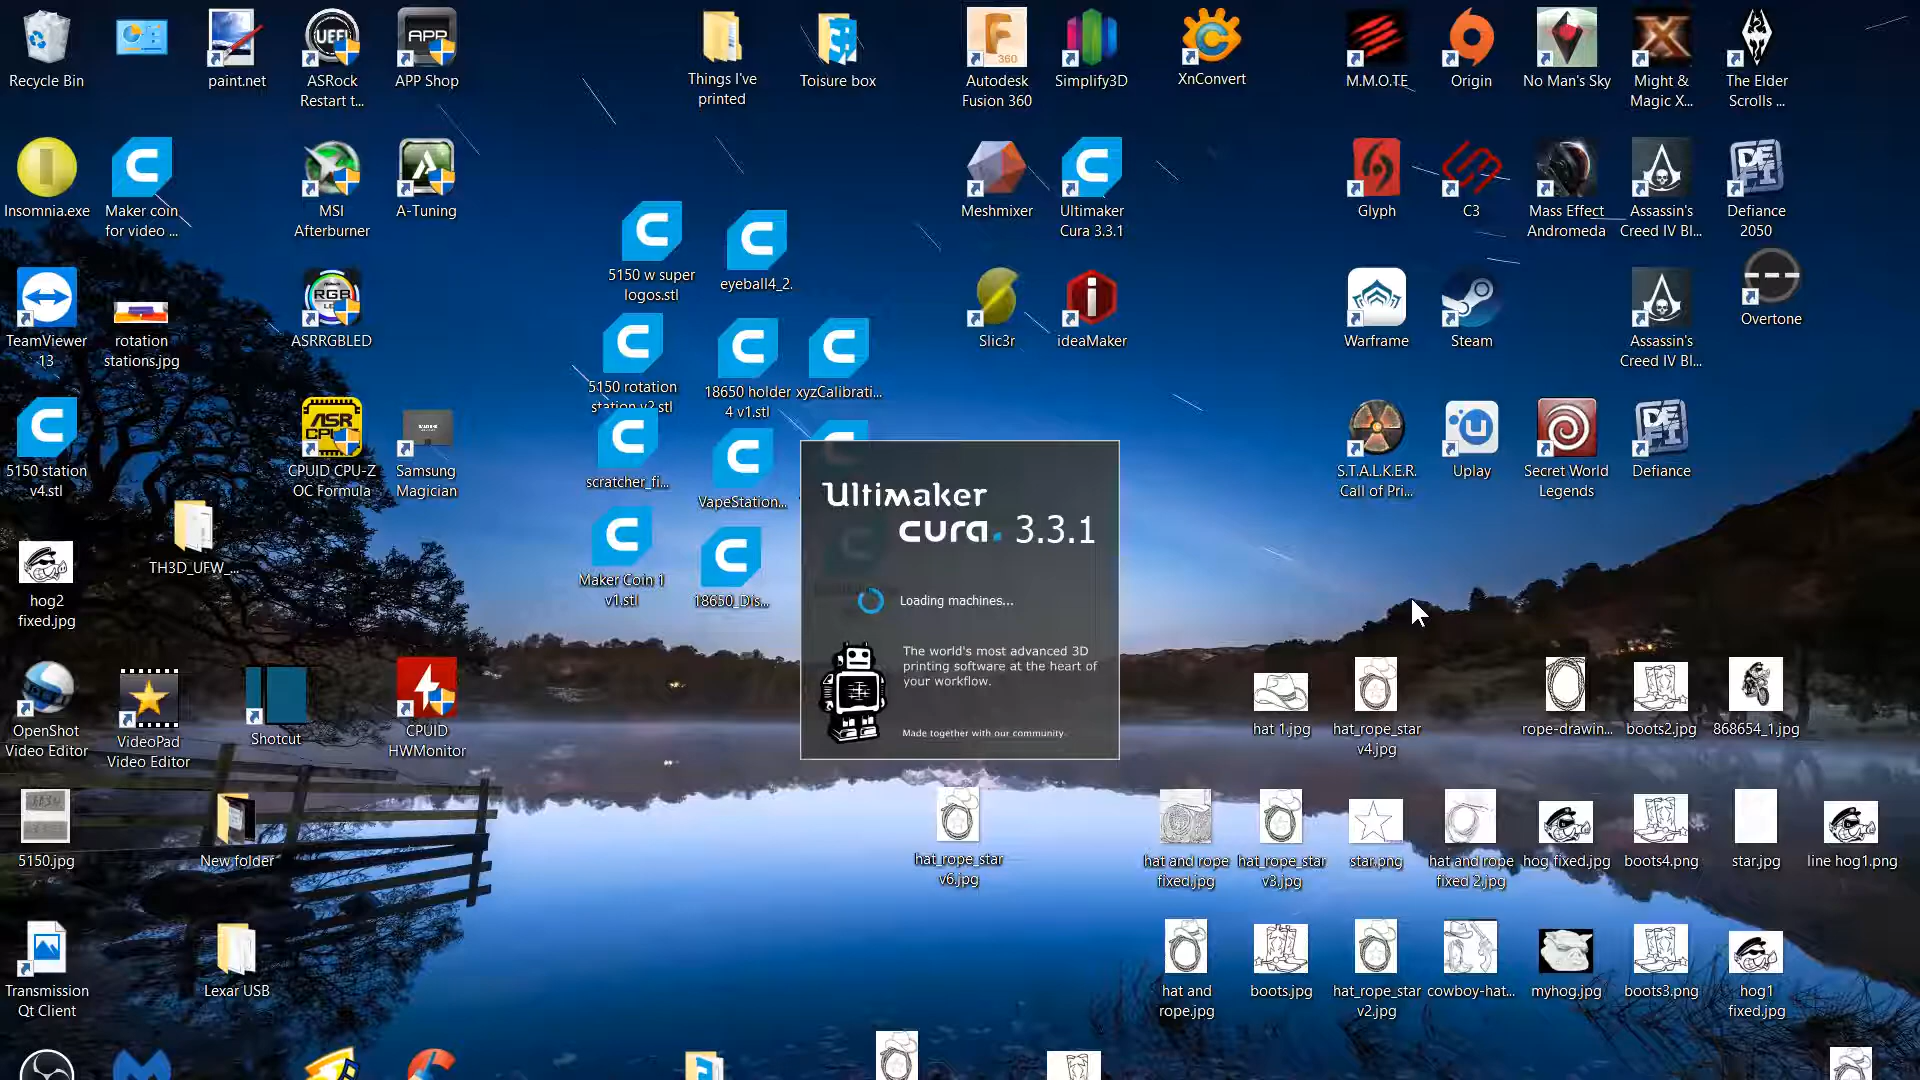 Recycle Bin
paint.net
UEFI
ASRock
Restart t...
APP
APP Shop
Things I've
printed
Toisure box
360
Autodesk
Fusion 360
Simplify3D
XnConvert
M.M.O.T.E
Origin
No Man's Sky
Might &
Magic X...
The Elder
Scrolls ...
Insomnia.exe
Maker coin
for video ...
MSI
Afterburner
A-Tuning
5150 w super
logos.stl
eyeball4_2.
Meshmixer
Ultimaker
Cura 3.3.1
Glyph
C3
Mass Effect
Andromeda
Assassin's
Creed IV Bl...
DEFI
Defiance
2050
TeamViewer
13
rotation
stations.jpg
RGB
ASRRGBLED
5150 rotation
station v2.stl
18650 holder
4 v1.stl
xyzCalibrati...
Slic3r
ideaMaker
Warframe
Steam
Assassin's
Creed IV Bl...
Overtone
5150 station
v4.stl
ASR
CPU
CPUID CPU-Z
OC Formula
Samsung
Magician
scratcher_fi...
VapeStation...
S.T.A.L.K.E.R.
Call of Pri...
Uplay
Secret World
Legends
DEFI
Defiance
hog2
fixed.jpg
TH3D_UFW_...
Maker Coin 1
v1.stl
18650_Dis...
Ultimaker
cura. 3.3.1
Loading machines...
The world's most advanced 3D
printing software at the heart of
your workflow.
Made together with our community.
OpenShot
Video Editor
VideoPad
Video Editor
Shotcut
CPUID
HWMonitor
hat 1.jpg
hat_rope_star
v4.jpg
rope-drawin...
boots2.jpg
868654_1.jpg
5150.jpg
New folder
hat_rope_star
v6.jpg
hat and rope
fixed.jpg
hat_rope_star
v3.jpg
star.png
hat and rope
fixed 2.jpg
hog fixed.jpg
boots4.png
star.jpg
line hog1.png
Transmission
Qt Client
Lexar USB
hat and
rope.jpg
boots.jpg
hat_rope_star
v2.jpg
cowboy-hat...
myhog.jpg
boots3.png
hog1
fixed.jpg